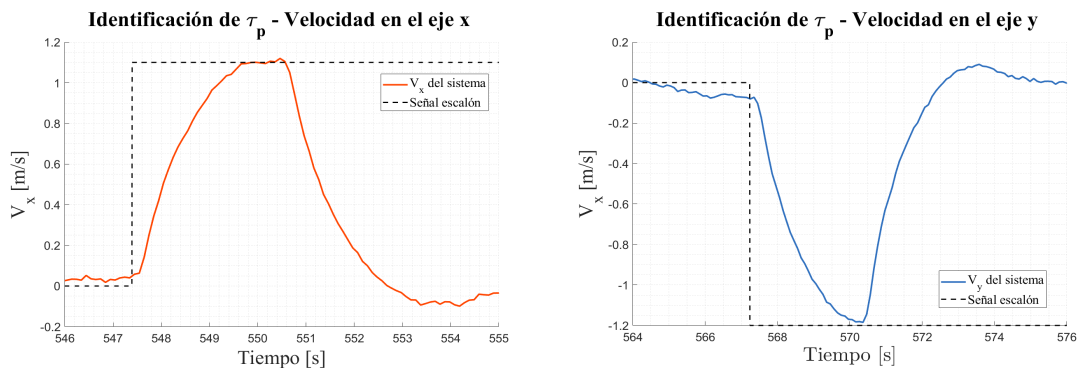 Identificación de τp - Velocidad en el eje x
1.2
1
0.8
0.6
0.4
0.2
0
-0.2
Vx [m/s]
Vx del sistema
Señal escalón
546 547 548 549 550 551 552 553 554 555
Tiempo [s]
Identificación de τp - Velocidad en el eje y
0.2
0
-0.2
-0.4
-0.6
-0.8
-1
-1.2
Vx [m/s]
Vy del sistema
Señal escalón
564 566 568 570 572 574 576
Tiempo [s]